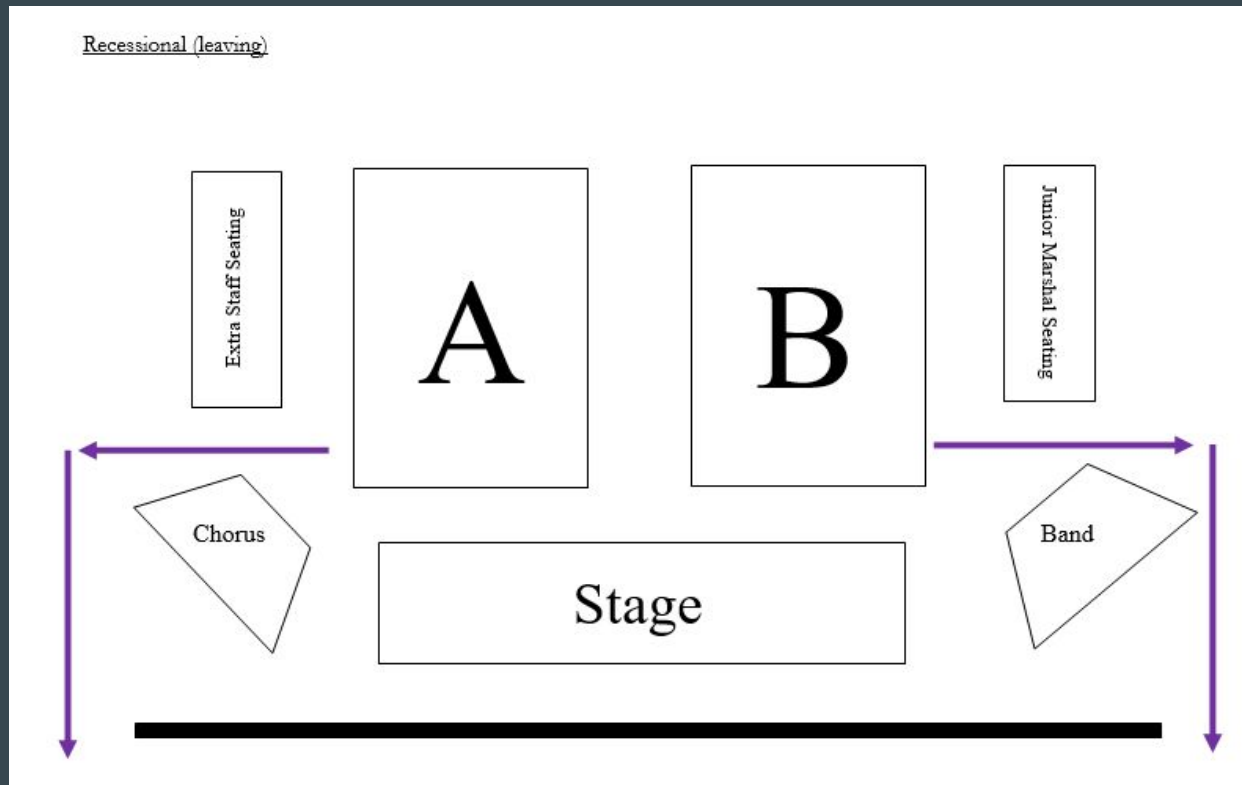 Recessional (leaving)
Extra Staff Seating
A
B
Junior Marshal Seating
Chorus
Band
Stage